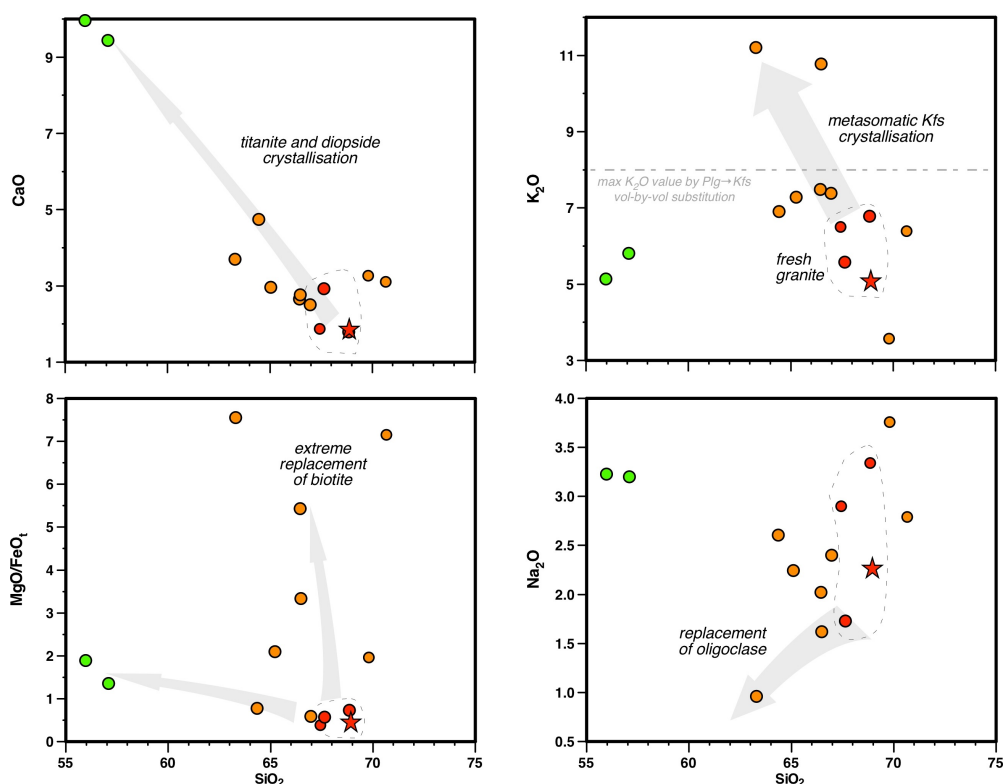 CaO
9
7
5
3
1
titanite and diopside
crystallisation
K₂O
11
9
7
5
3
metasomatic Kfs
crystallisation
max K₂O value by Plg→Kfs
vol-by-vol substitution
fresh
granite
MgO/FeOₜ
8
7
6
5
4
3
2
1
0
extreme
replacement
of biotite
55
60
65
70
75
SiO₂
Na₂O
4.0
3.5
3.0
2.5
2.0
1.5
1.0
0.5
replacement
of oligoclase
55
60
65
70
75
SiO₂